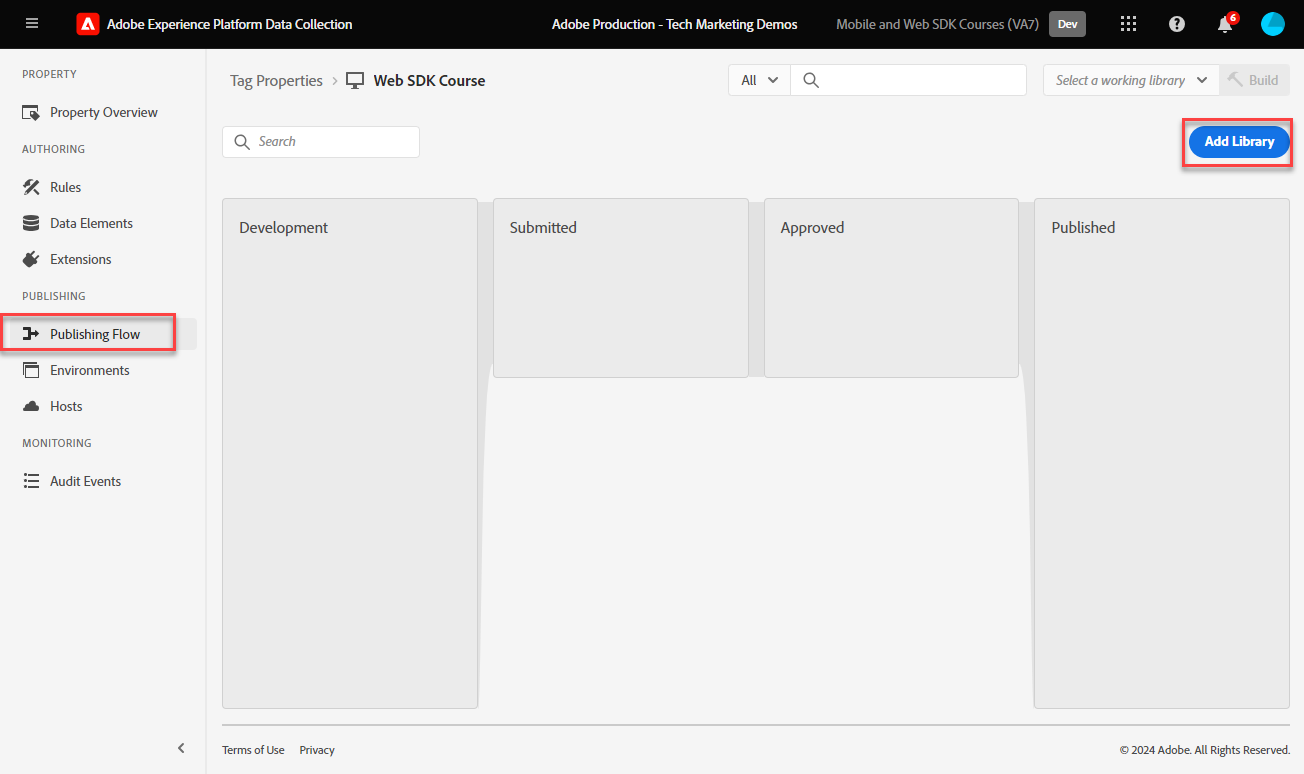 Adobe Experience Platform Data Collection
Adobe Production - Tech Marketing Demos
Mobile and Web SDK Courses (VA7)
Dev
6
PROPERTY
Property Overview
AUTHORING
Rules
Data Elements
Extensions
PUBLISHING
Publishing Flow
Environments
Hosts
MONITORING
Audit Events
Tag Properties > Web SDK Course
All
Select a working library
Build
Search
Add Library
Development
Submitted
Approved
Published
Terms of Use
Privacy
© 2024 Adobe. All Rights Reserved.